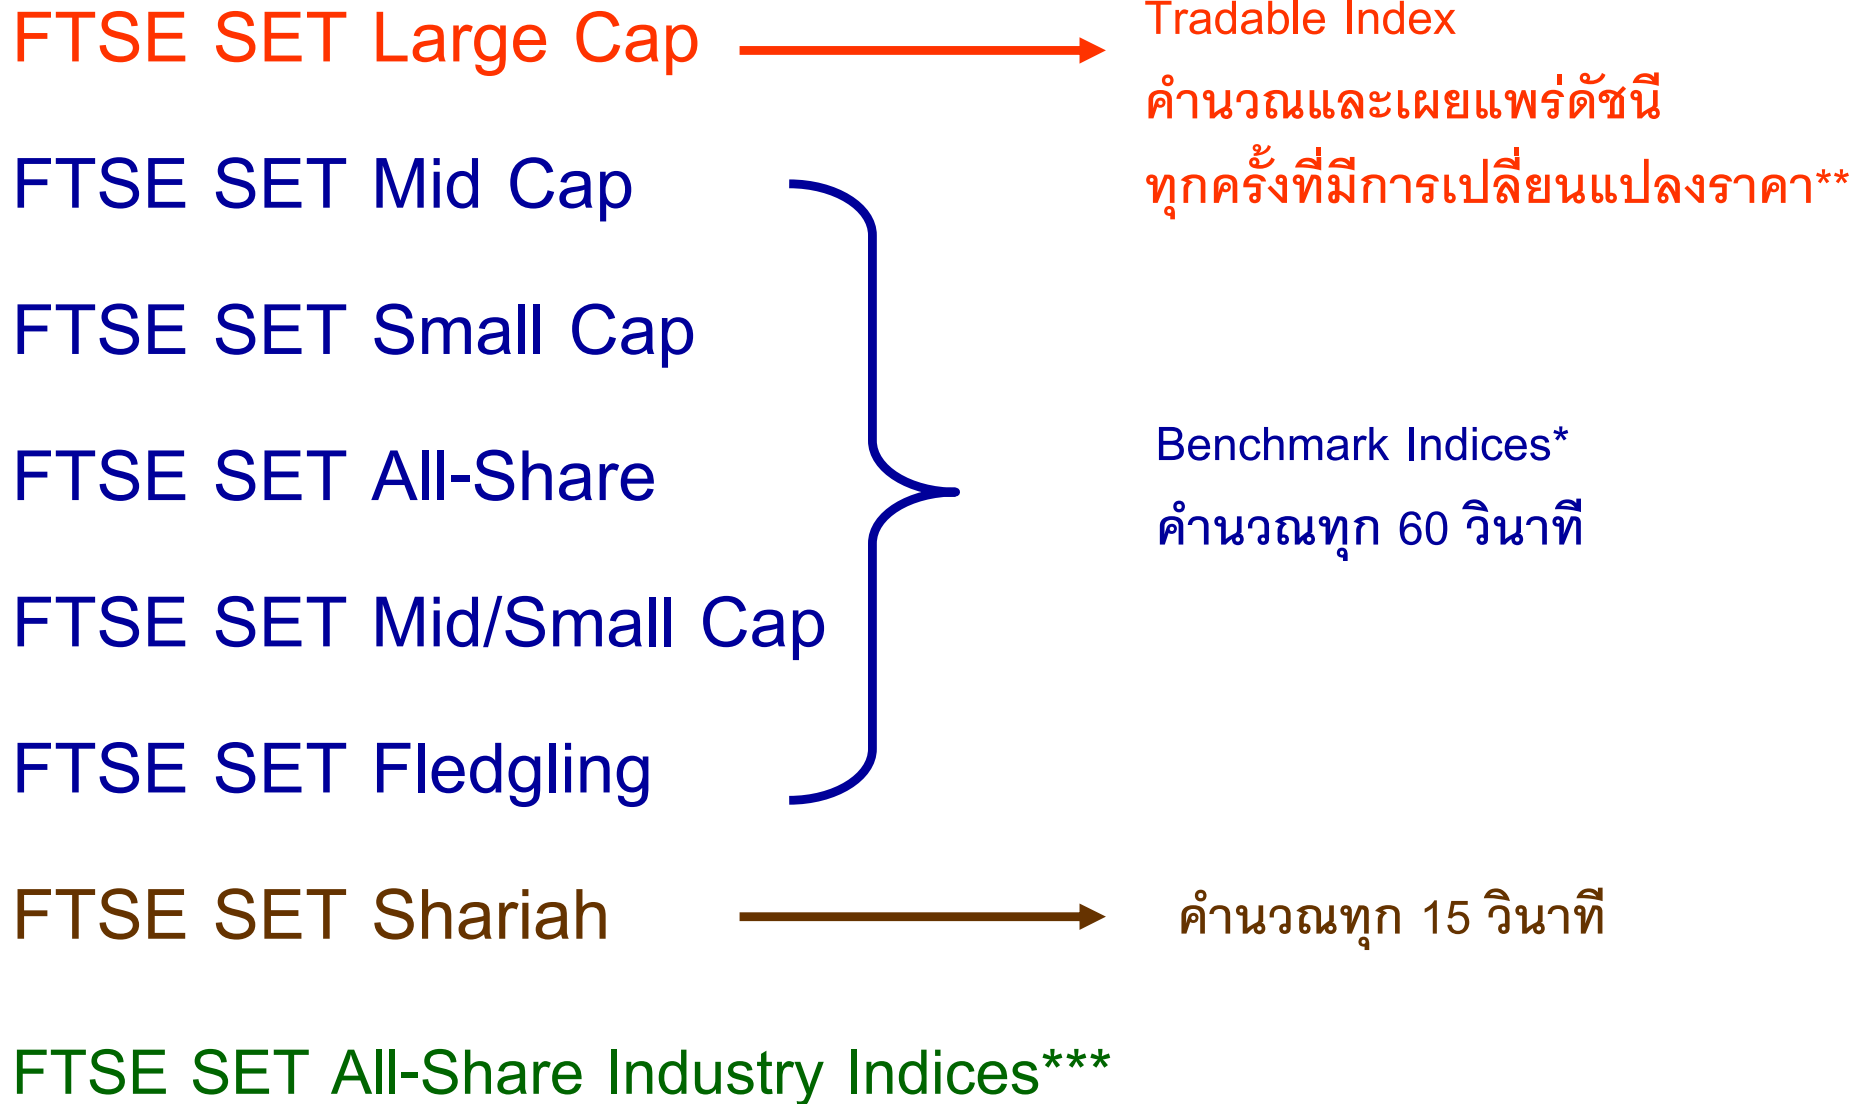 FTSE SET Large Cap
Tradable Index
คำนวณและเผยแพร่ดัชนี
ทุกครั้งที่มีการเปลี่ยนแปลงราคา**
FTSE SET Mid Cap
FTSE SET Small Cap
FTSE SET All-Share
Benchmark Indices*
คำนวณทุก 60 วินาที
FTSE SET Mid/Small Cap
FTSE SET Fledgling
FTSE SET Shariah
คำนวณทุก 15 วินาที
FTSE SET All-Share Industry Indices***